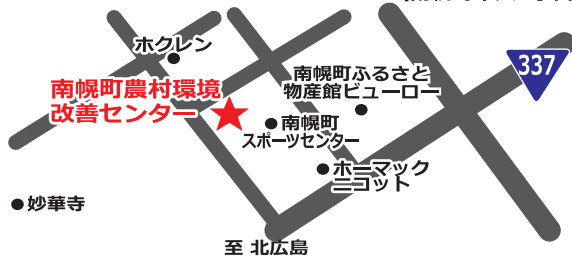 ホクレン
337
南幌町ふるさと
物産館ビューロー
南幌町農村環境
改善センター
南幌町
スポーツセンター
ホーマック
ニコット
妙華寺
至 北広島